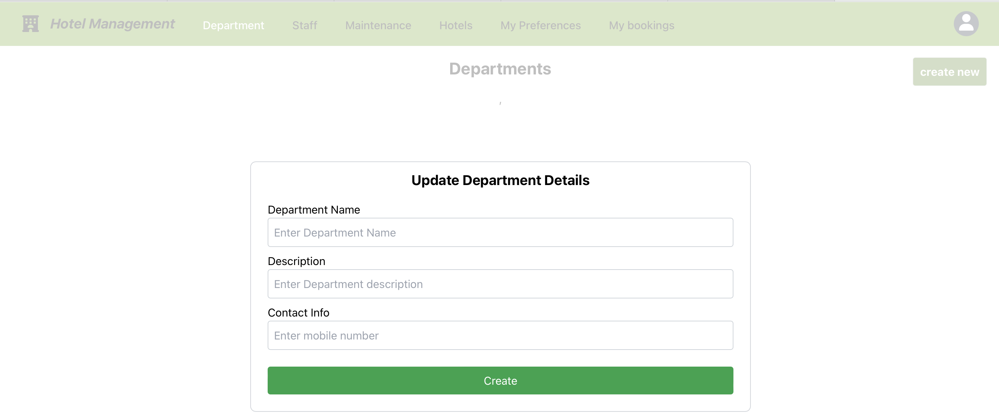 Hotel Management Department Staff Maintenance Hotels My Preferences My bookings
Departments
create new
,
Update Department Details
Department Name
Enter Department Name
Description
Enter Department description
Contact Info
Enter mobile number
Create